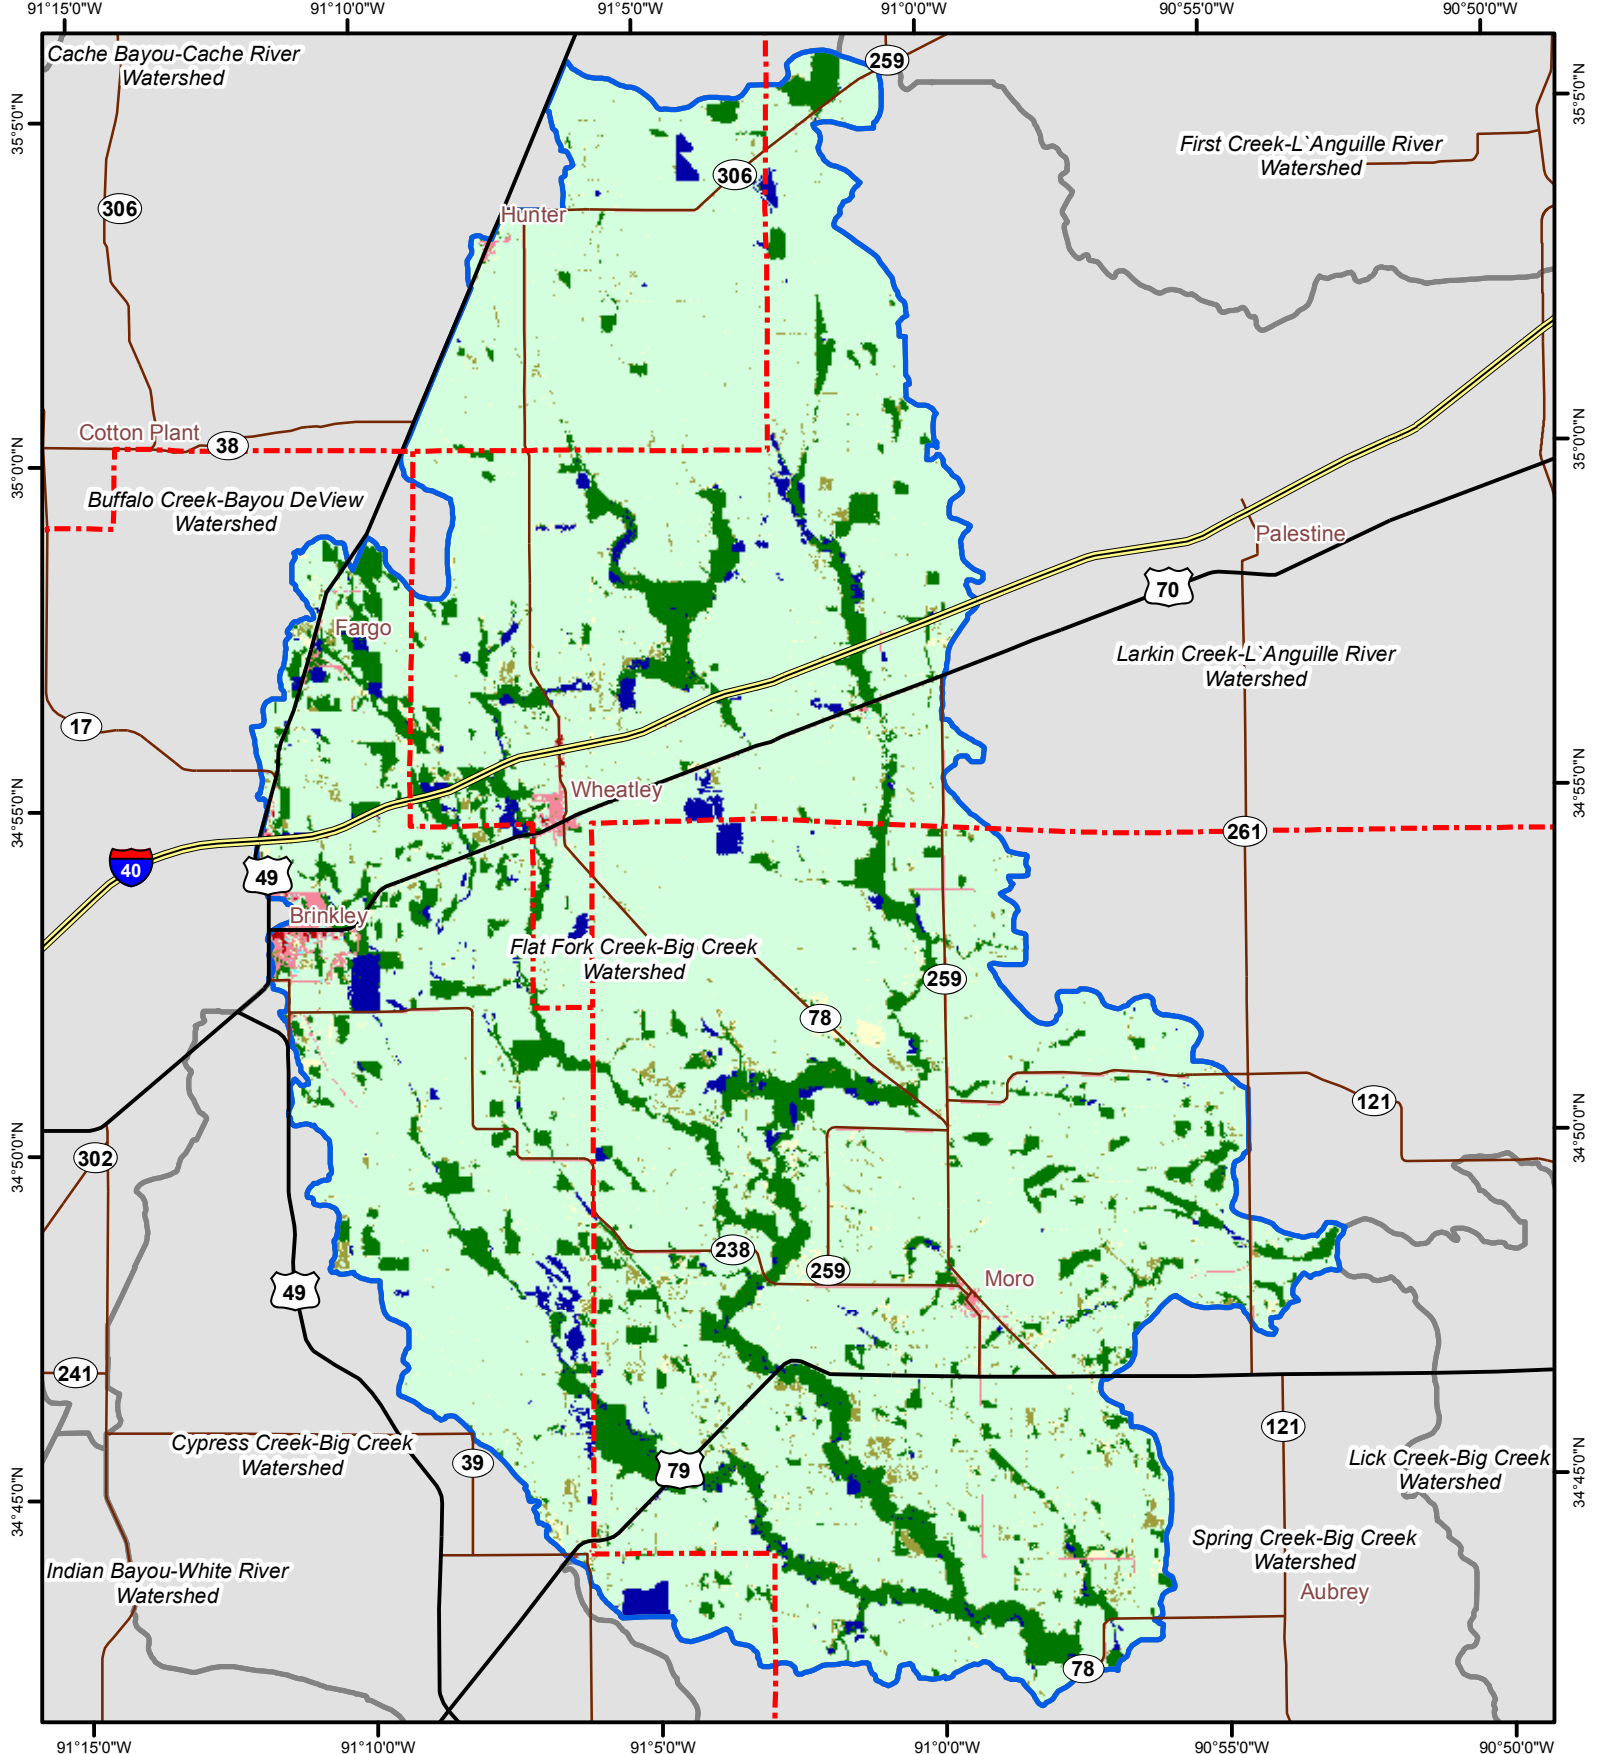 91°15'0"W
91°10'0"W
91°5'0"W
91°0'0"W
90°55'0"W
90°50'0"W
Cache Bayou-Cache River
Watershed
259
35°5'0"N
35°5'0"N
First Creek-L`Anguille River
Watershed
306
306
Hunter
Cotton Plant
38
35°0'0"N
35°0'0"N
Buffalo Creek-Bayou DeView
Watershed
Palestine
70
Fargo
Larkin Creek-L`Anguille River
Watershed
17
Wheatley
34°55'0"N
34°55'0"N
261
40
49
Brinkley
Flat Fork Creek-Big Creek
Watershed
259
78
121
34°50'0"N
34°50'0"N
302
238
259
Moro
49
241
121
Cypress Creek-Big Creek
Watershed
39
79
Lick Creek-Big Creek
Watershed
34°45'0"N
34°45'0"N
Spring Creek-Big Creek
Watershed
Indian Bayou-White River
Watershed
Aubrey
78
91°15'0"W
91°10'0"W
91°5'0"W
91°0'0"W
90°55'0"W
90°50'0"W